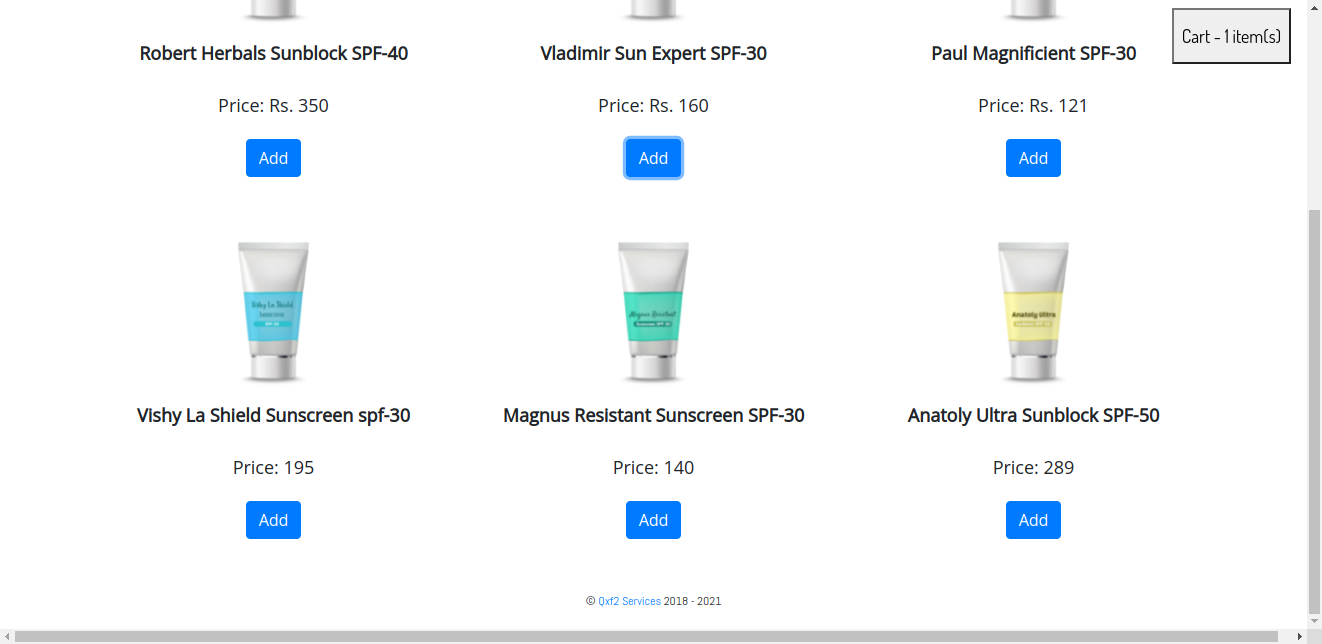 Cart - 1 item(s)
Robert Herbals Sunblock SPF-40
Vladimir Sun Expert SPF-30
Paul Magnificient SPF-30
Price: Rs. 350
Price: Rs. 160
Price: Rs. 121
Add
Add
Add
Vishy La Shield
Sunscreen
SPF-30
Magnus Resistant
Sunscreen SPF-30
Anatoly Ultra
Sunblock SPF-50
Vishy La Shield Sunscreen spf-30
Magnus Resistant Sunscreen SPF-30
Anatoly Ultra Sunblock SPF-50
Price: 195
Price: 140
Price: 289
Add
Add
Add
© Qxf2 Services 2018 - 2021